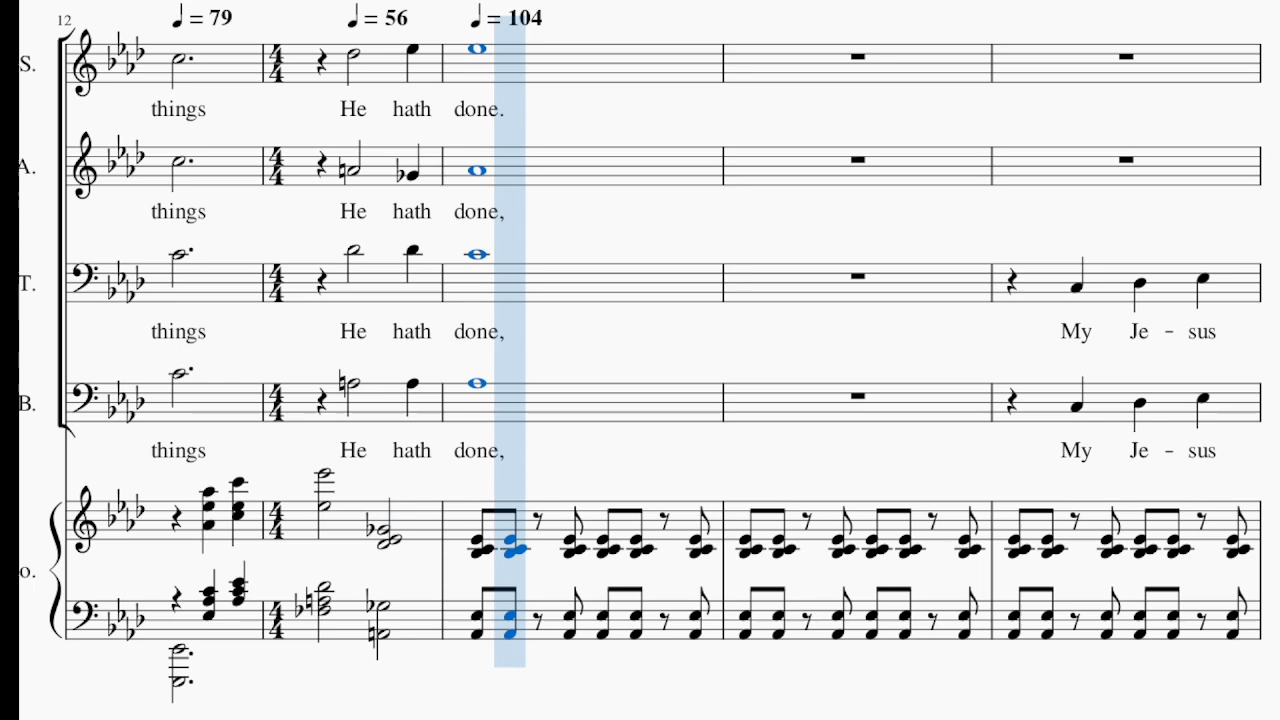 12 ♩ = 79 ♩ = 56 ♩ = 104
S.
things He hath done.
A.
things He hath done,
T.
things He hath done, My Je - sus
B.
things He hath done, My Je - sus
o.